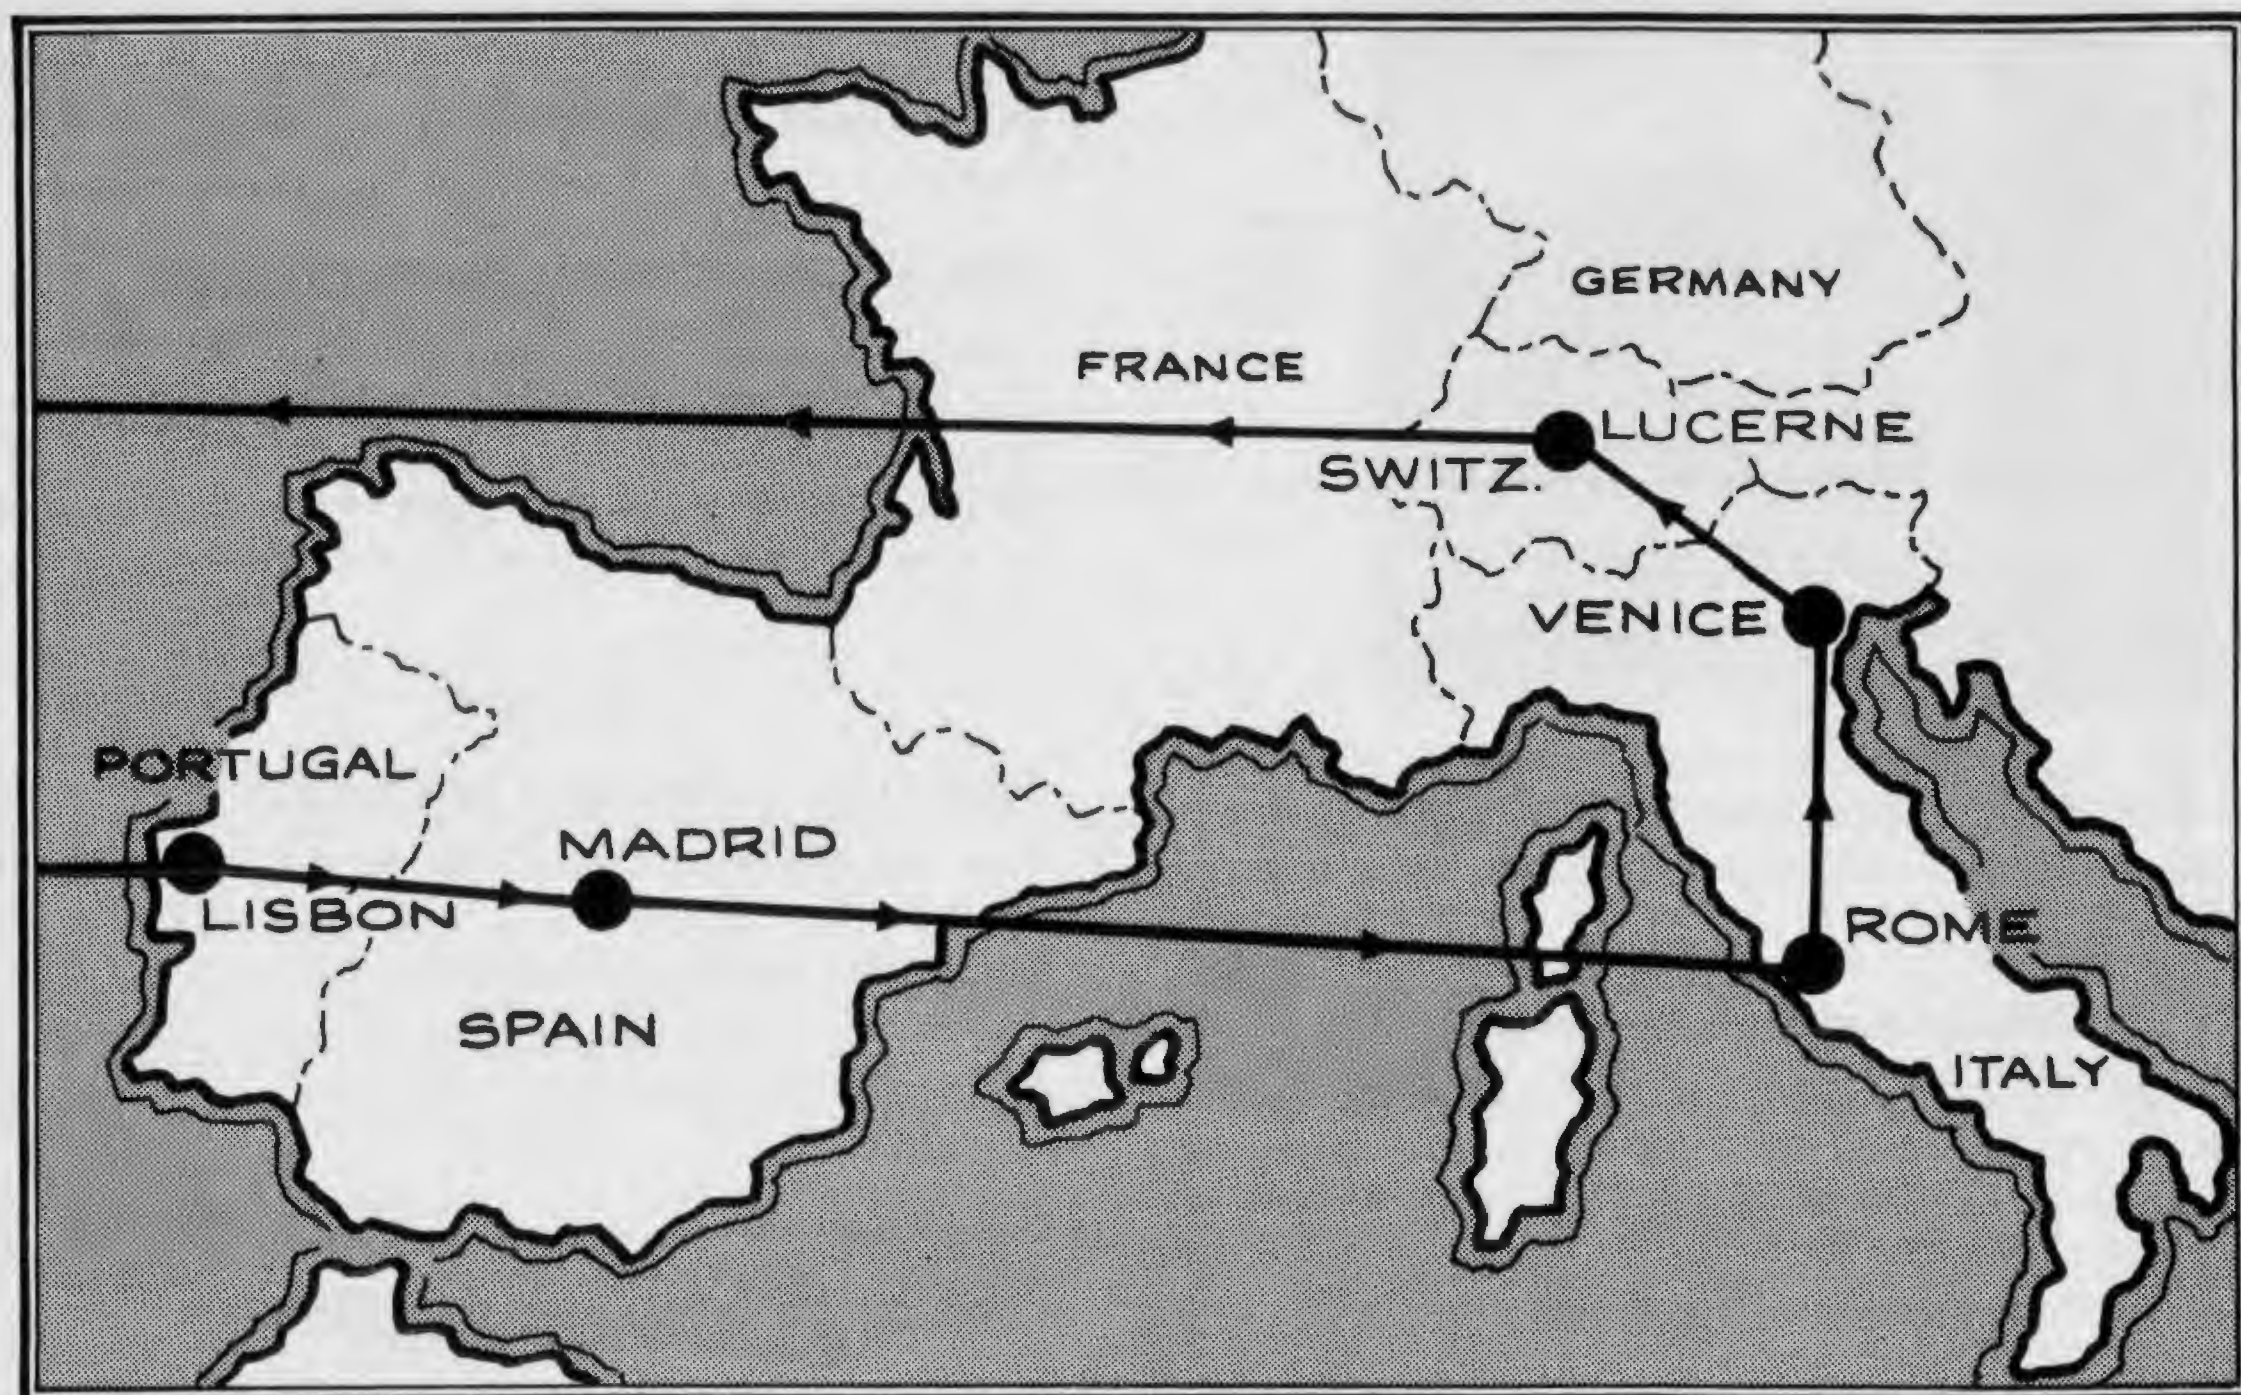 GERMANY
FRANCE
LUCERNE
SWITZ.
VENICE
PORTUGAL
MADRID
LISBON
ROME
SPAIN
ITALY